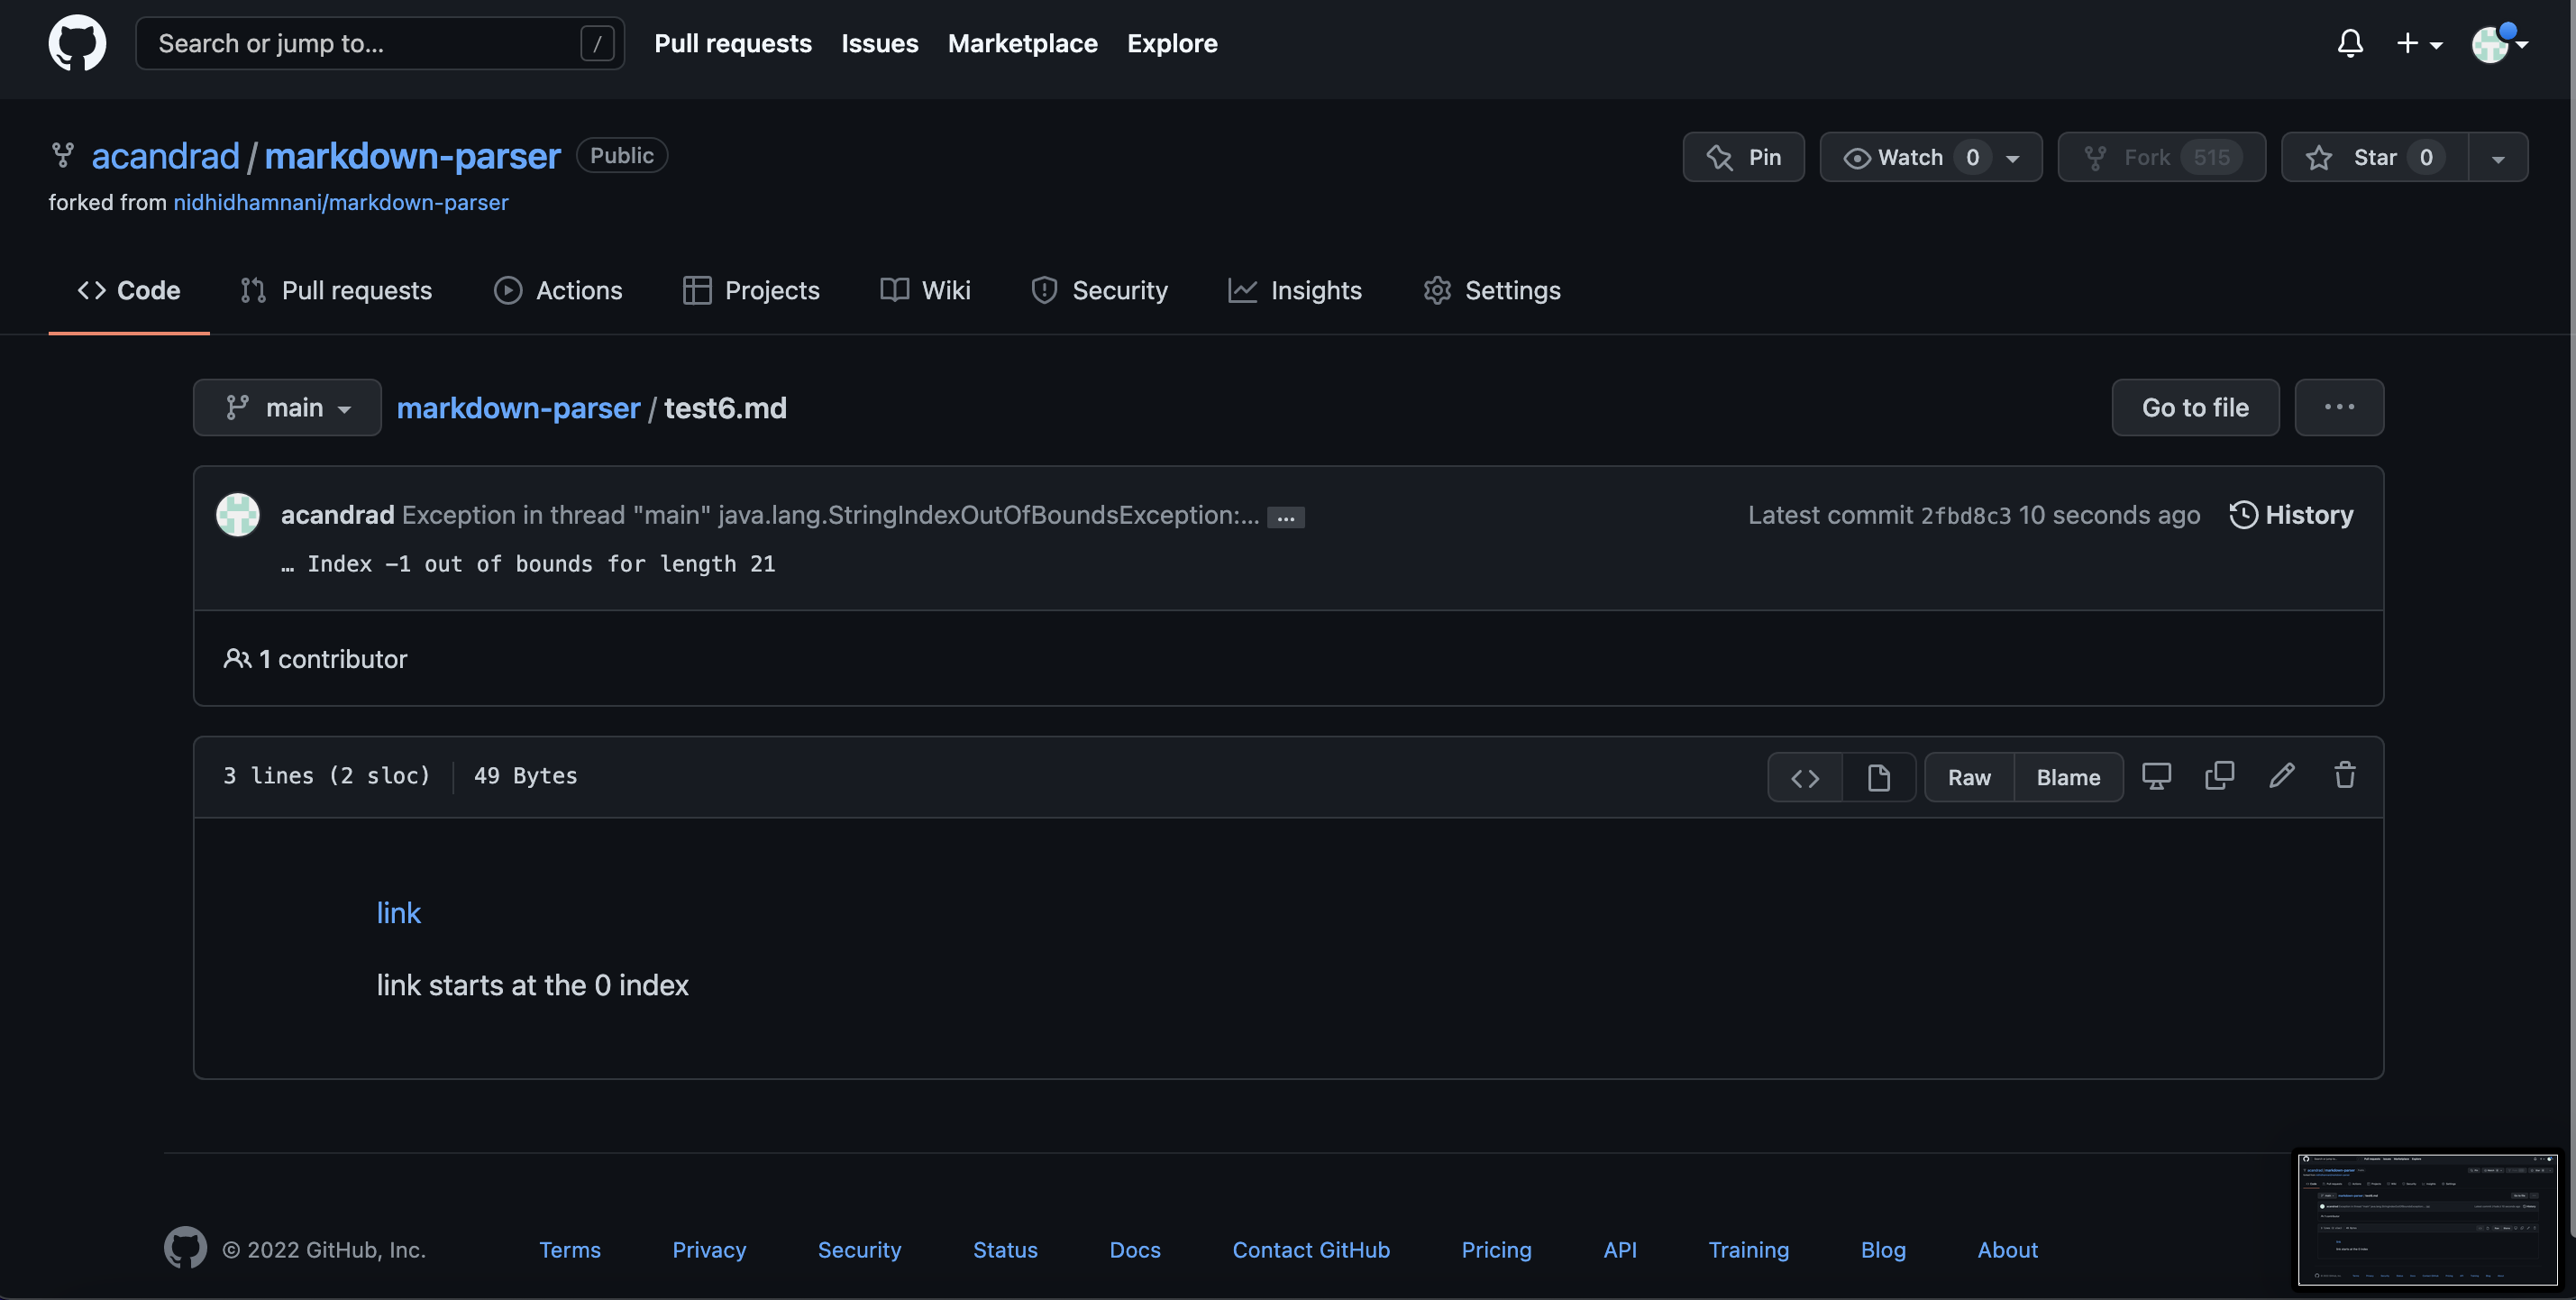 Search or jump to... /
Pull requests Issues Marketplace Explore
acandrad / markdown-parser Public
Pin Watch 0 Fork 515 Star 0
forked from nidhidhamnani/markdown-parser
Code Pull requests Actions Projects Wiki Security Insights Settings
main markdown-parser / test6.md Go to file ...
acandrad Exception in thread "main" java.lang.StringIndexOutOfBoundsException:... ... Latest commit 2fbd8c3 10 seconds ago History
… Index -1 out of bounds for length 21
1 contributor
3 lines (2 sloc) 49 Bytes Raw Blame
link
link starts at the 0 index
© 2022 GitHub, Inc. Terms Privacy Security Status Docs Contact GitHub Pricing API Training Blog About